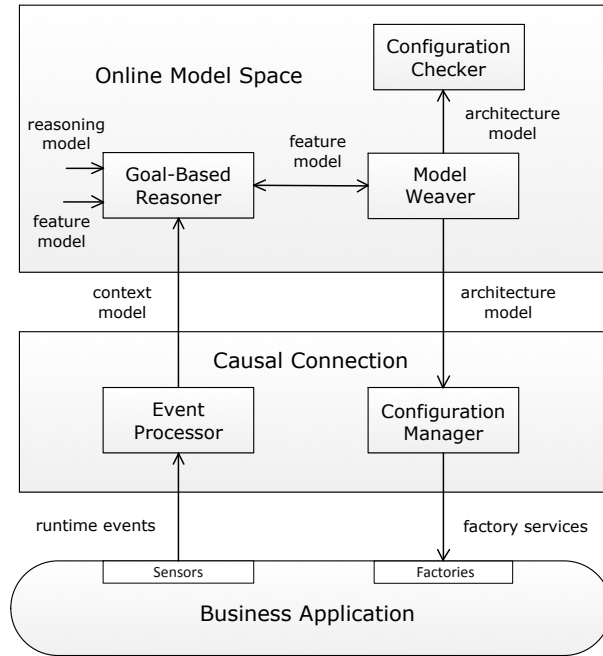 Configuration
Checker
Online Model Space
architecture
model
reasoning
model
feature
model
Goal-Based
Reasoner
Model
Weaver
feature
model
context
model
architecture
model
Causal Connection
Event
Processor
Configuration
Manager
runtime events
factory services
Sensors
Factories
Business Application